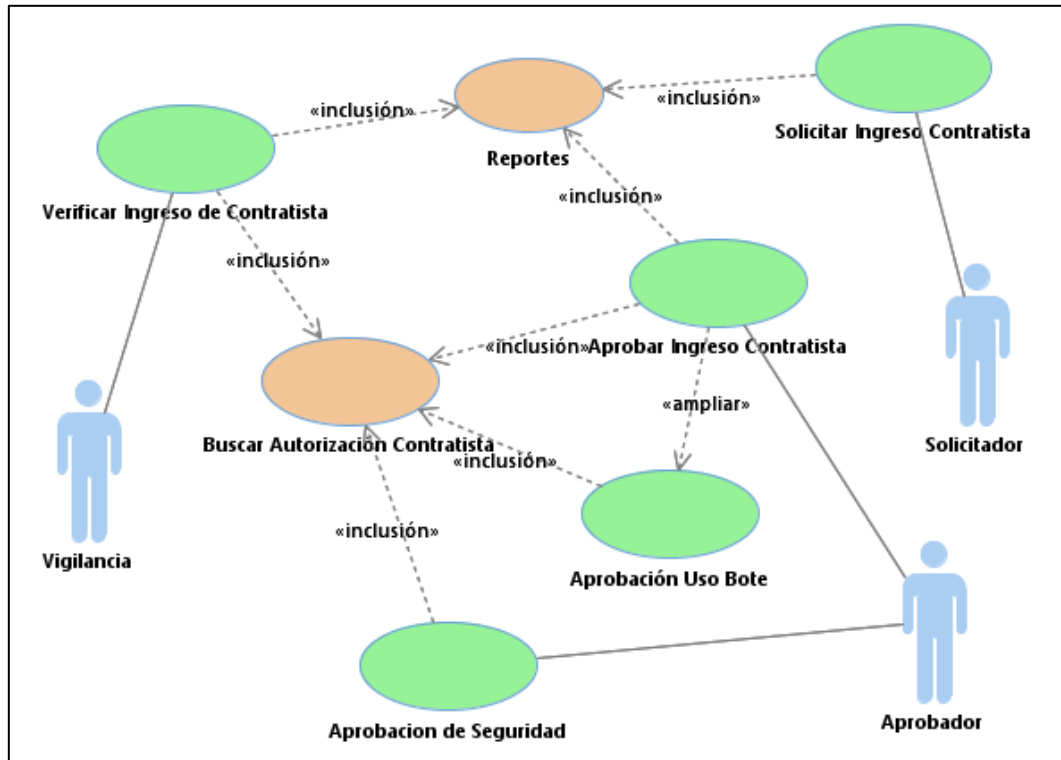 «inclusión»
Solicitar Ingreso Contratista
«inclusión»
Reportes
«inclusión»
Verificar Ingreso de Contratista
«inclusión»
«inclusión»
Aprobar Ingreso Contratista
«ampliar»
Buscar Autorización Contratista
Solicitador
«inclusión»
«inclusión»
Vigilancia
Aprobación Uso Bote
Aprobacion de Seguridad
Aprobador